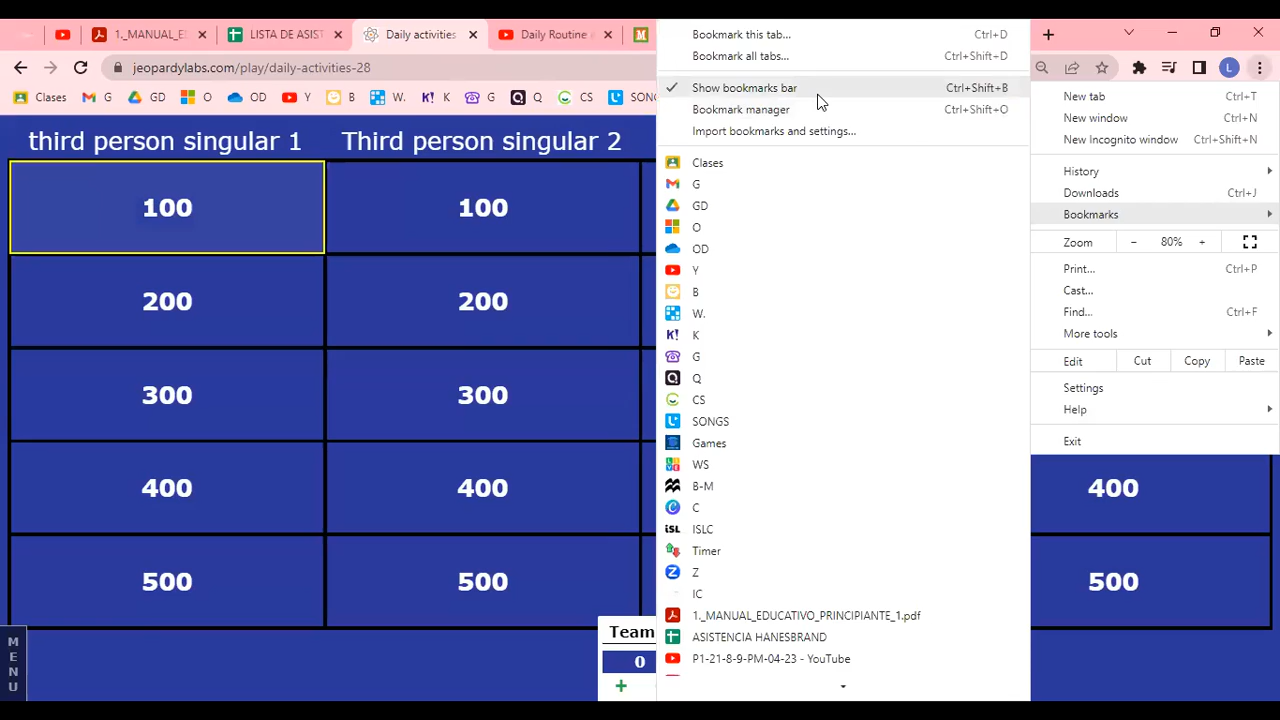 1._MANUAL_E
LISTA DE ASIST
Daily activities
Daily Routine a
jeopardylabs.com/play/daily-activities-28
L
Clases
G
GD
O
OD
Y
B
W.
K
G
Q
CS
SONG
third person singular 1
Third person singular 2
100
100
200
200
300
300
400
400
400
500
500
500
MENU
Team
0
+
Bookmark this tab... Ctrl+D
Bookmark all tabs... Ctrl+Shift+D
Show bookmarks bar Ctrl+Shift+B
Bookmark manager Ctrl+Shift+O
Import bookmarks and settings...
Clases
G
GD
O
OD
Y
B
W.
K
G
Q
CS
SONGS
Games
WS
B-M
C
ISLC
Timer
Z
IC
1._MANUAL_EDUCATIVO_PRINCIPIANTE_1.pdf
ASISTENCIA HANESBRAND
P1-21-8-9-PM-04-23 - YouTube
New tab Ctrl+T
New window Ctrl+N
New Incognito window Ctrl+Shift+N
History
Downloads Ctrl+J
Bookmarks
Zoom − 80% +
Print... Ctrl+P
Cast...
Find... Ctrl+F
More tools
Edit Cut Copy Paste
Settings
Help
Exit